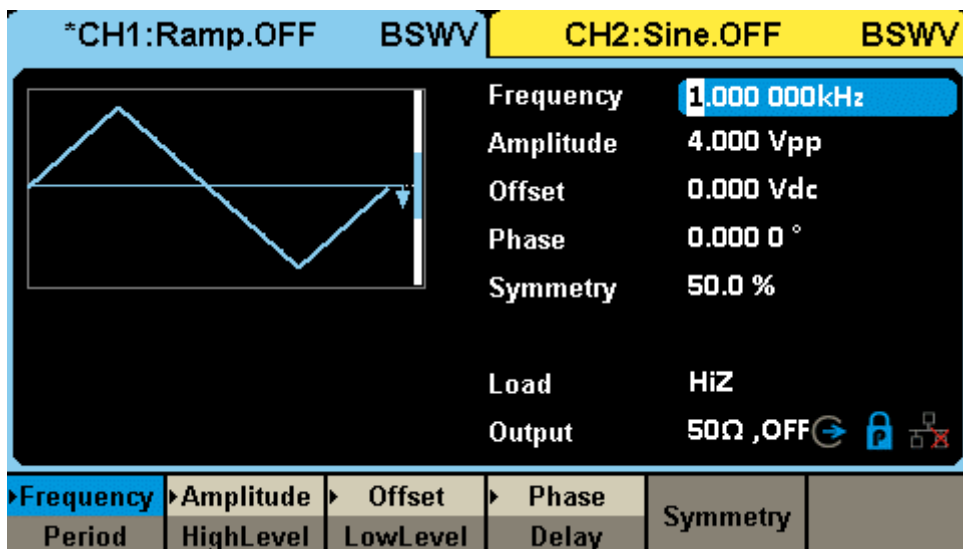 *CH1:Ramp.OFF BSWV CH2:Sine.OFF BSWV
Frequency 1.000 000kHz
Amplitude 4.000 Vpp
Offset 0.000 Vdc
Phase 0.000 0 °
Symmetry 50.0 %
Load HiZ
Output 50Ω ,OFF P
Frequency Amplitude Offset Phase Symmetry
Period HighLevel LowLevel Delay